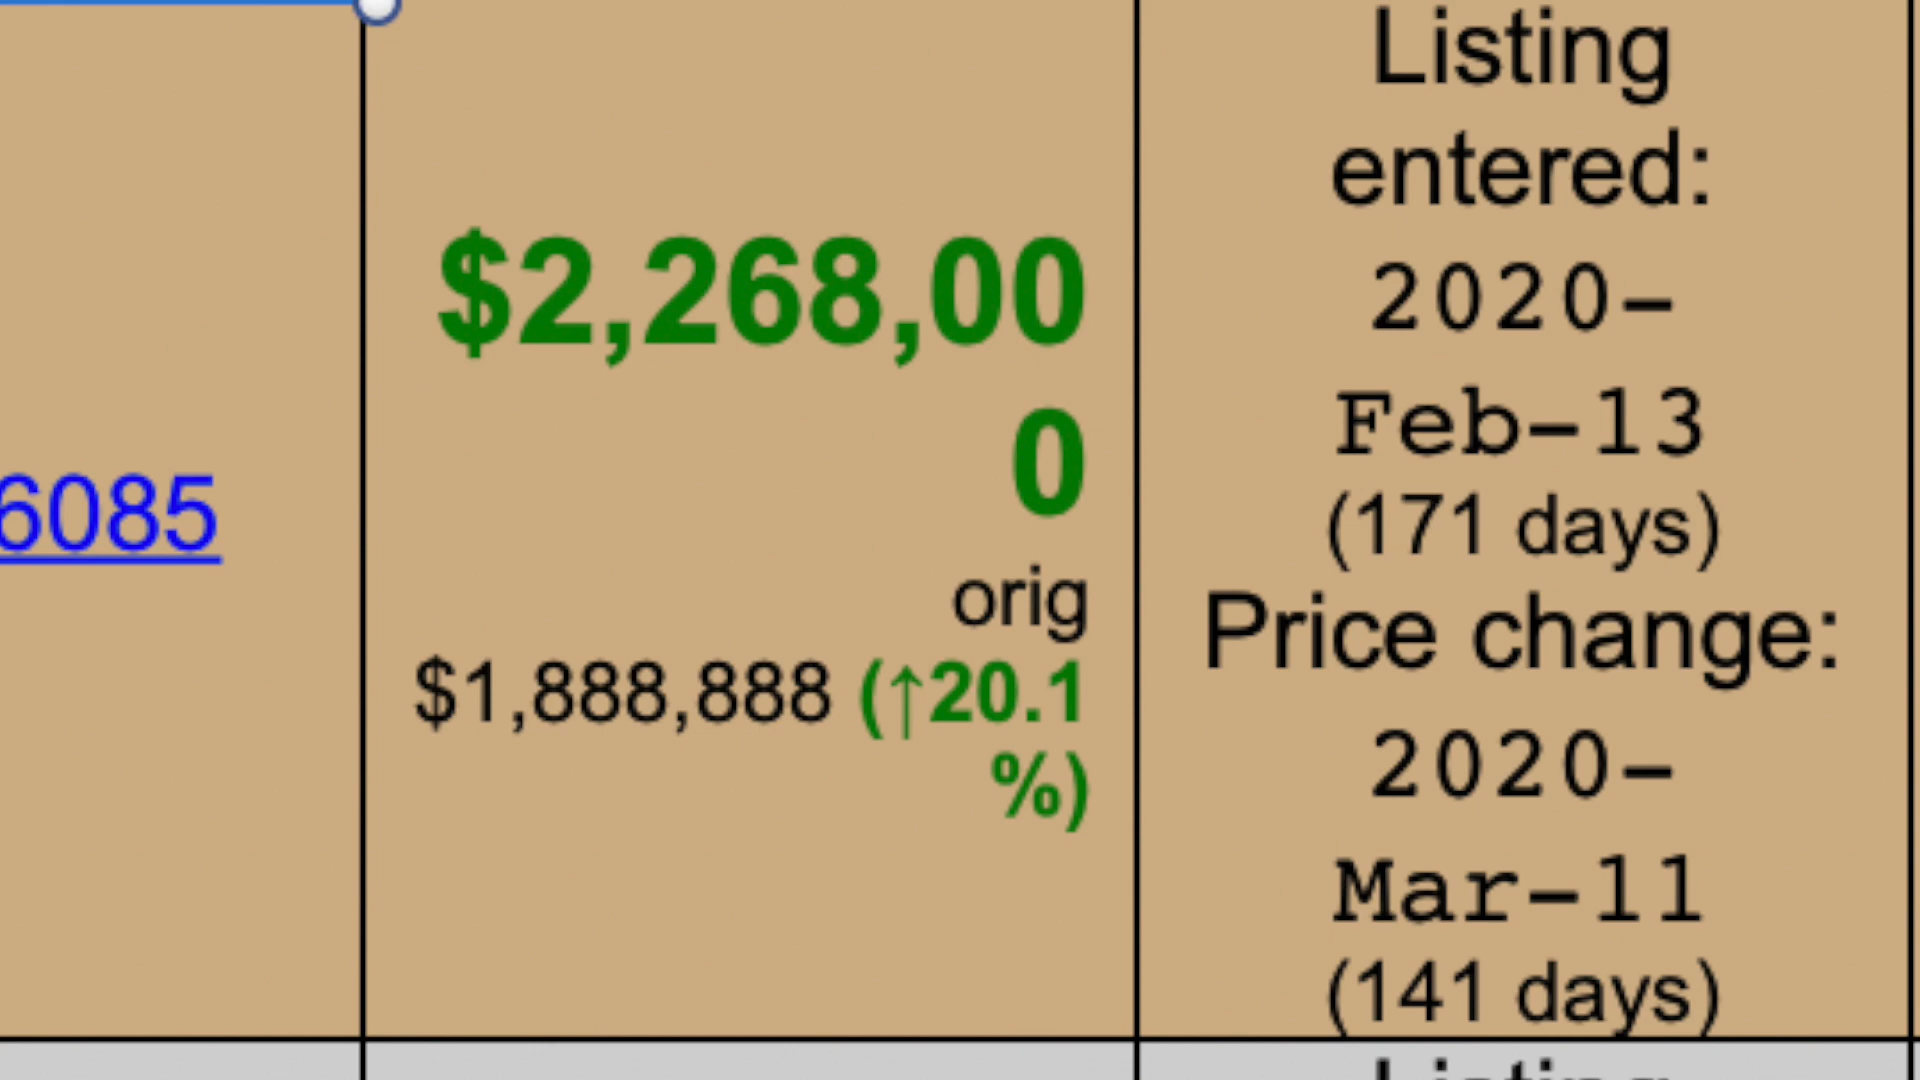 6085
$2,268,00
0
orig
$1,888,888 (↑20.1
%)
Listing
entered:
2020-
Feb-13
(171 days)
Price change:
2020-
Mar-11
(141 days)
Listing